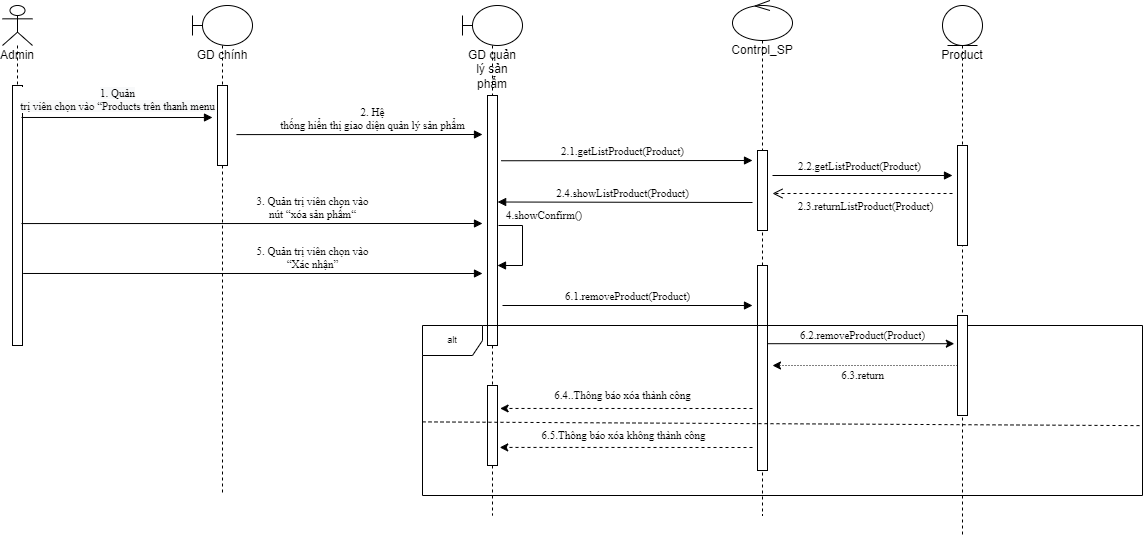 Admin
GD chính
GD quản
lý sản
phẩm
Control_SP
Product
1. Quản
trị viên chọn vào “Products trên thanh menu
2. Hệ
thống hiển thị giao diện quản lý sản phẩm
2.1.getListProduct(Product)
2.2.getListProduct(Product)
2.4.showListProduct(Product)
2.3.returnListProduct(Product)
3. Quản trị viên chọn vào
nút “xóa sản phẩm“
4.showConfirm()
5. Quản trị viên chọn vào
“Xác nhận”
6.1.removeProduct(Product)
alt
6.2.removeProduct(Product)
6.3.return
6.4..Thông báo xóa thành công
6.5.Thông báo xóa không thành công